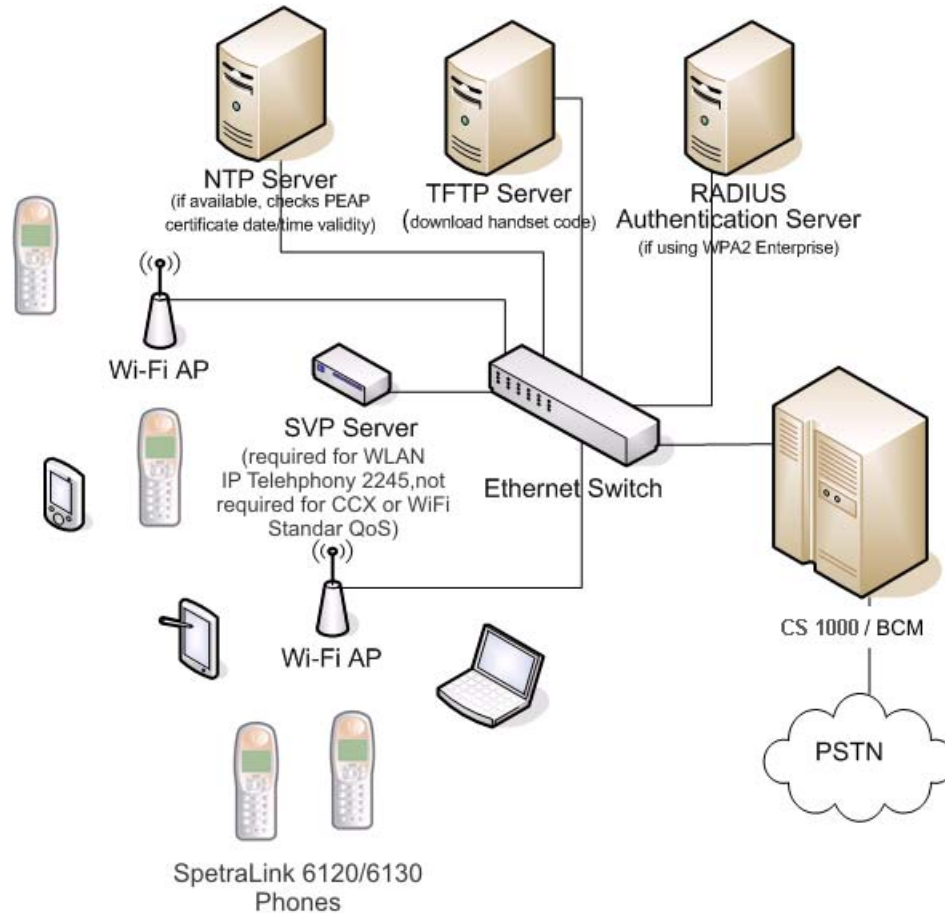 NTP Server
(if available, checks PEAP
certificate date/time validity)
TFTP Server
(download handset code)
RADIUS
Authentication Server
(if using WPA2 Enterprise)
Wi-Fi AP
SVP Server
(required for WLAN
IP Telehphony 2245,not
required for CCX or WiFi
Standar QoS)
Ethernet Switch
CS 1000 / BCM
Wi-Fi AP
PSTN
SpetraLink 6120/6130
Phones